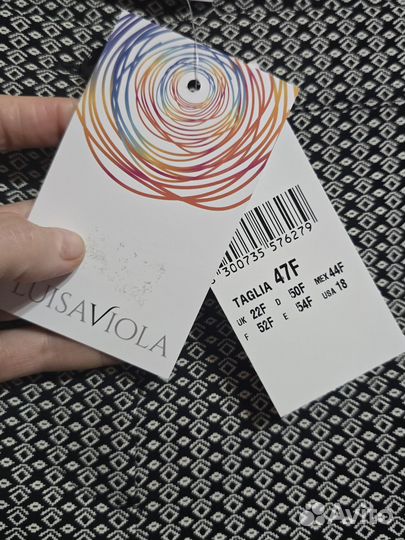 LUISAVIOLA
300735 576279
TAGLIA 47F
UK 22F D 50F MEX 44F
F 52F E 54F USA 18
Avito